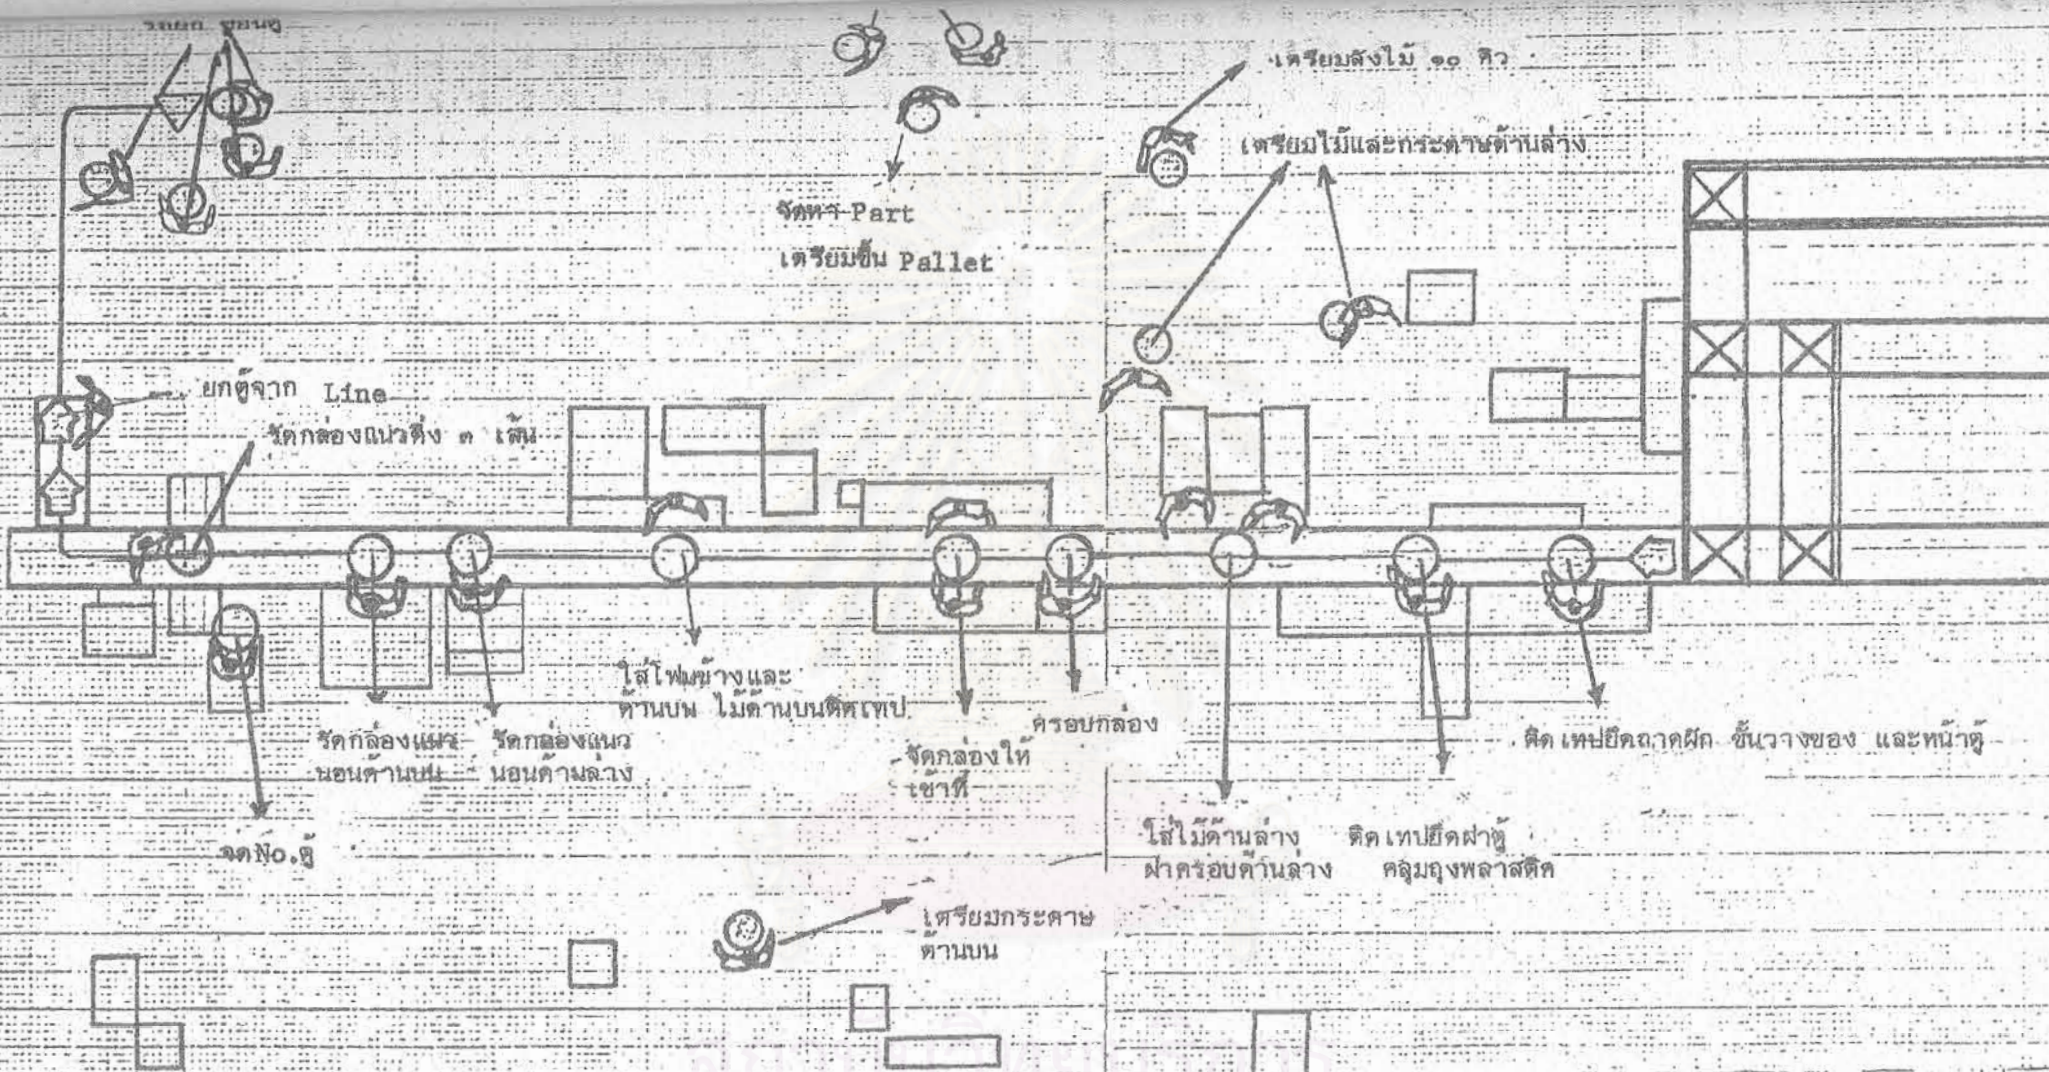 รถยก ซ้อนตู้
เตรียมลังไม้ ๑๐ คิว
เตรียมไม้และกระดาษด้านล่าง
จัดหา Part
เตรียมขึ้น Pallet
ยกตู้จาก Line
รัดกล่องแนวดิ่ง ๓ เส้น
ใส่โฟมข้างและ
ด้านบน ไม้ด้านบนติดเทป
รัดกล่องแนว
นอนด้านบน
รัดกล่องแนว
นอนด้านล่าง
จัดกล่องให้
เข้าที่
ครอบกล่อง
ติดเทปยึดถาดผัก ชั้นวางของ และหน้าตู้
จด No.ตู้
ใส่ไม้ด้านล่าง
ฝาครอบด้านล่าง
ติดเทปยึดฝาตู้
คลุมถุงพลาสติค
เตรียมกระดาษ
ด้านบน